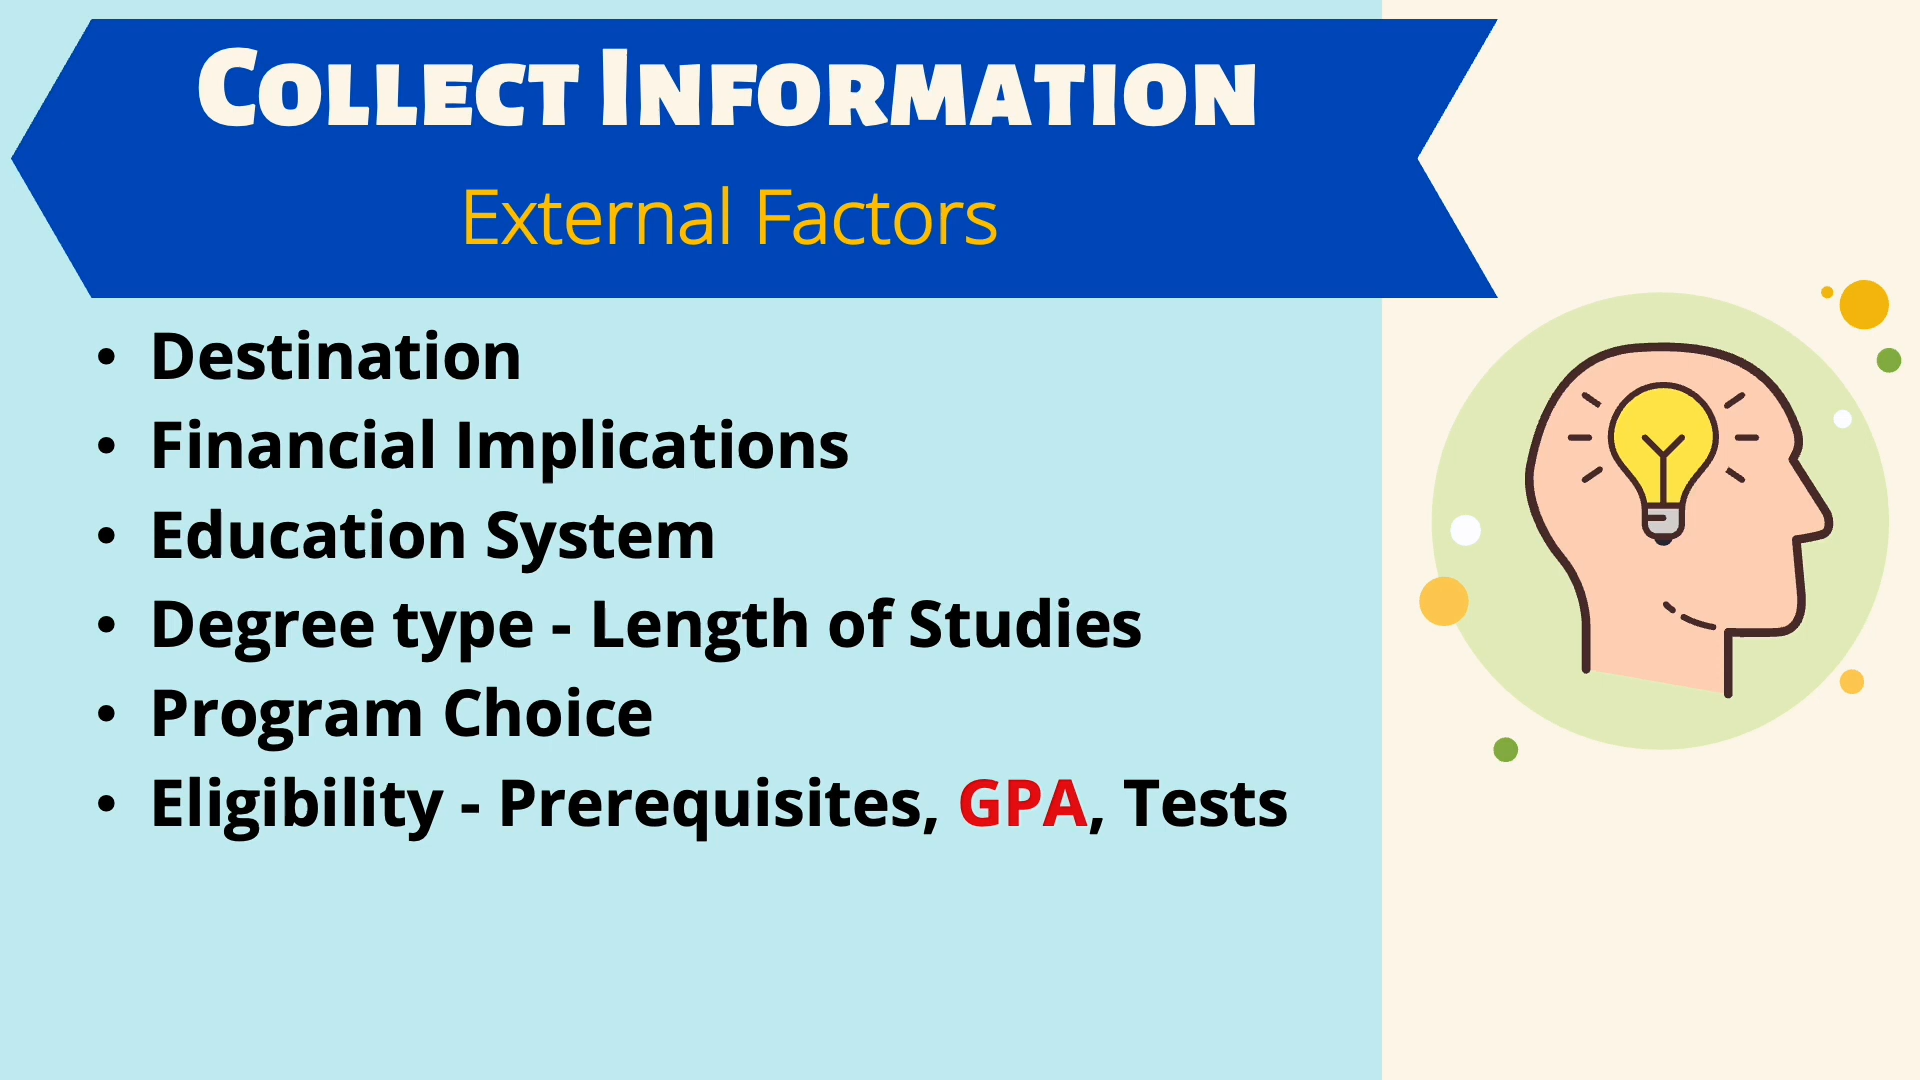 Collect Information
External Factors
• Destination
• Financial Implications
• Education System
• Degree type - Length of Studies
• Program Choice
• Eligibility - Prerequisites, GPA, Tests